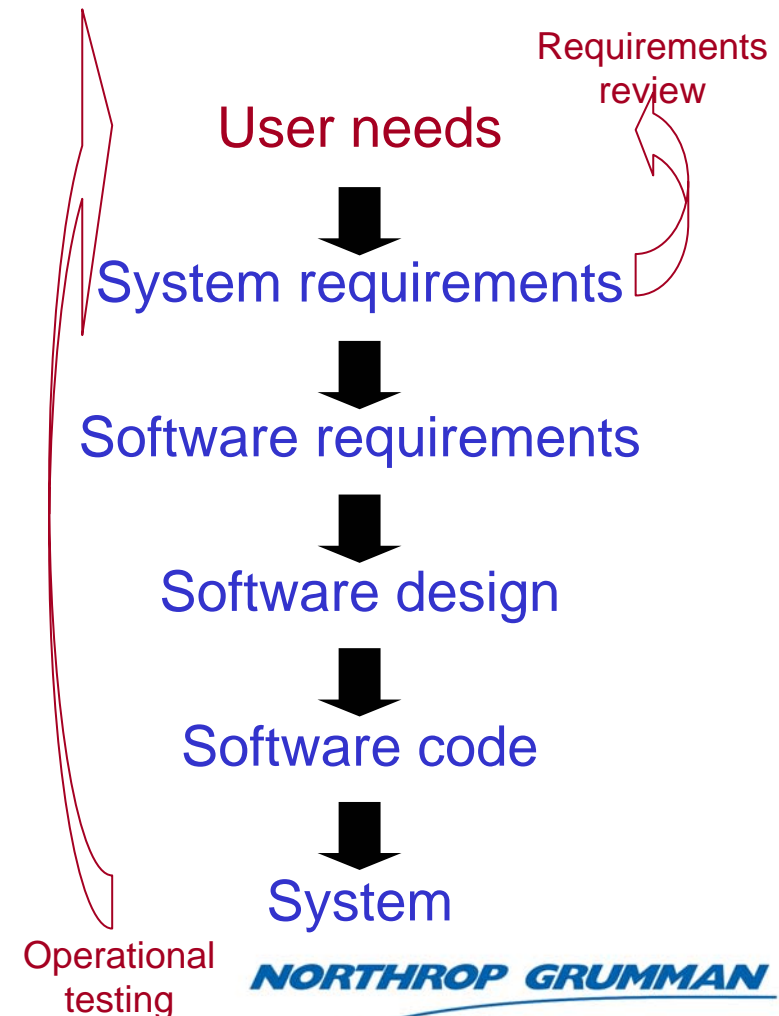 Requirements
review
User needs
System requirements
Software requirements
Software design
Software code
System
Operational
testing
NORTHROP GRUMMAN